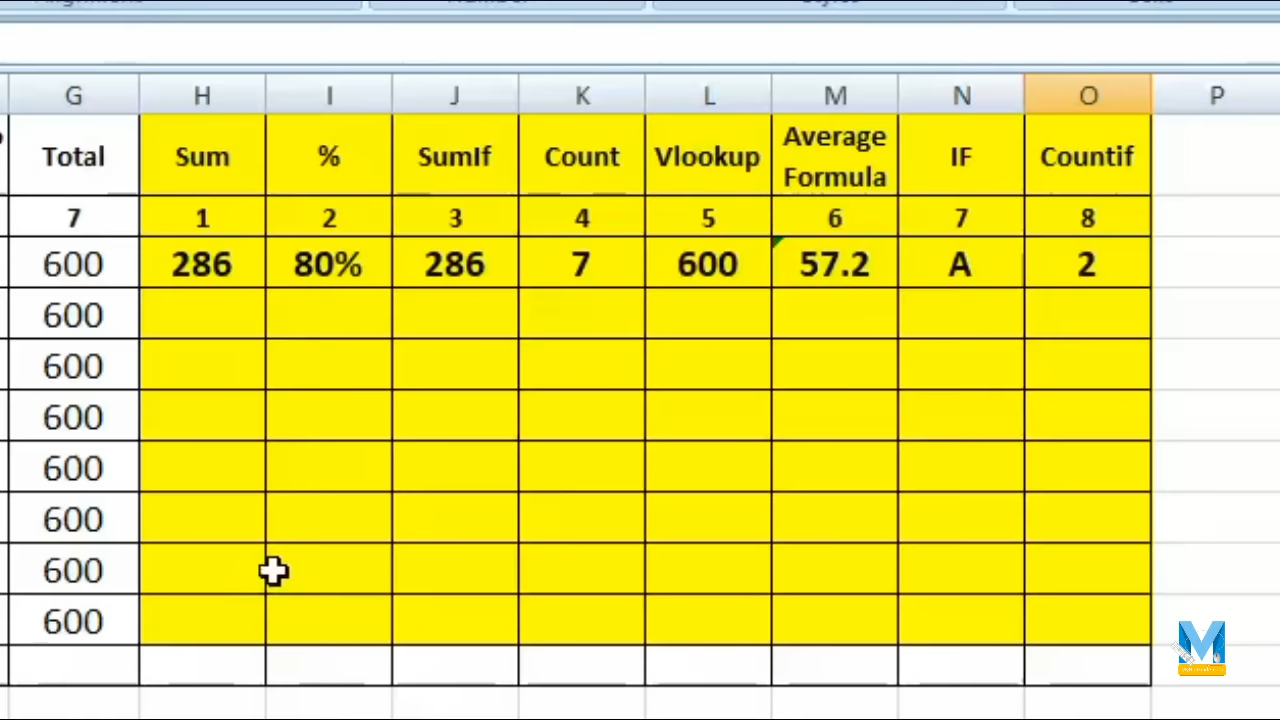 G H I J K L M N O P
Total Sum % SumIf Count Vlookup Average Formula IF Countif
7 1 2 3 4 5 6 7 8
600 286 80% 286 7 600 57.2 A 2
600
600
600
600
600
600
600
M